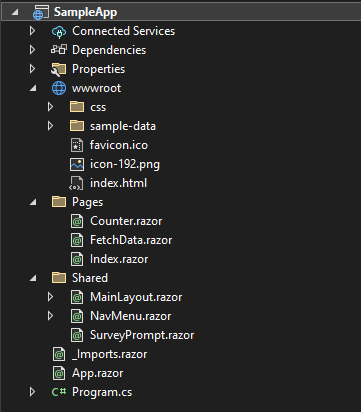 SampleApp
Connected Services
Dependencies
Properties
wwwroot
css
sample-data
favicon.ico
icon-192.png
index.html
Pages
Counter.razor
FetchData.razor
Index.razor
Shared
MainLayout.razor
NavMenu.razor
SurveyPrompt.razor
_Imports.razor
App.razor
C# Program.cs